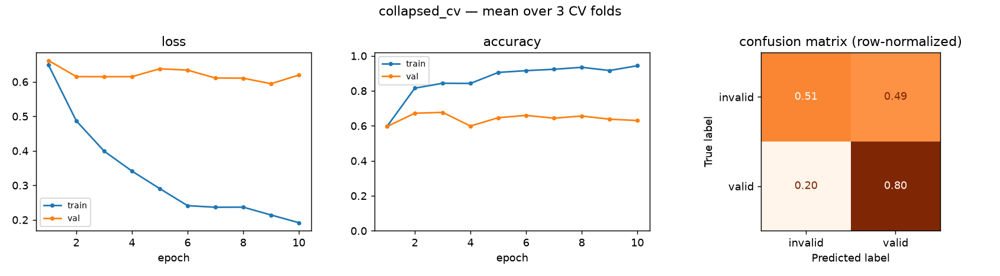 collapsed_cv — mean over 3 CV folds
loss
0.6
0.5
0.4
0.3
0.2
train
val
2 4 6 8 10
epoch
accuracy
1.0
0.8
0.6
0.4
0.2
0.0
train
val
2 4 6 8 10
epoch
confusion matrix (row-normalized)
True label
invalid 0.51 0.49
valid 0.20 0.80
invalid valid
Predicted label